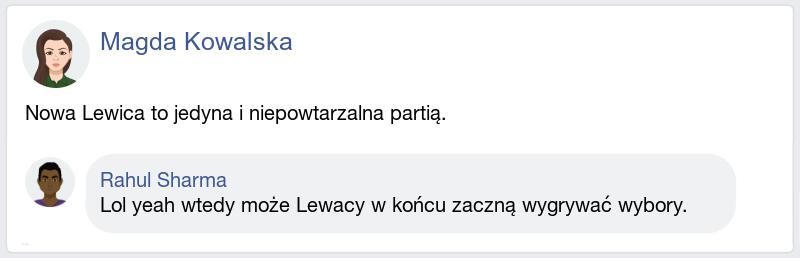 Magda Kowalska
Nowa Lewica to jedyna i niepowtarzalna partią.
Rahul Sharma
Lol yeah wtedy może Lewacy w końcu zaczną wygrywać wybory.